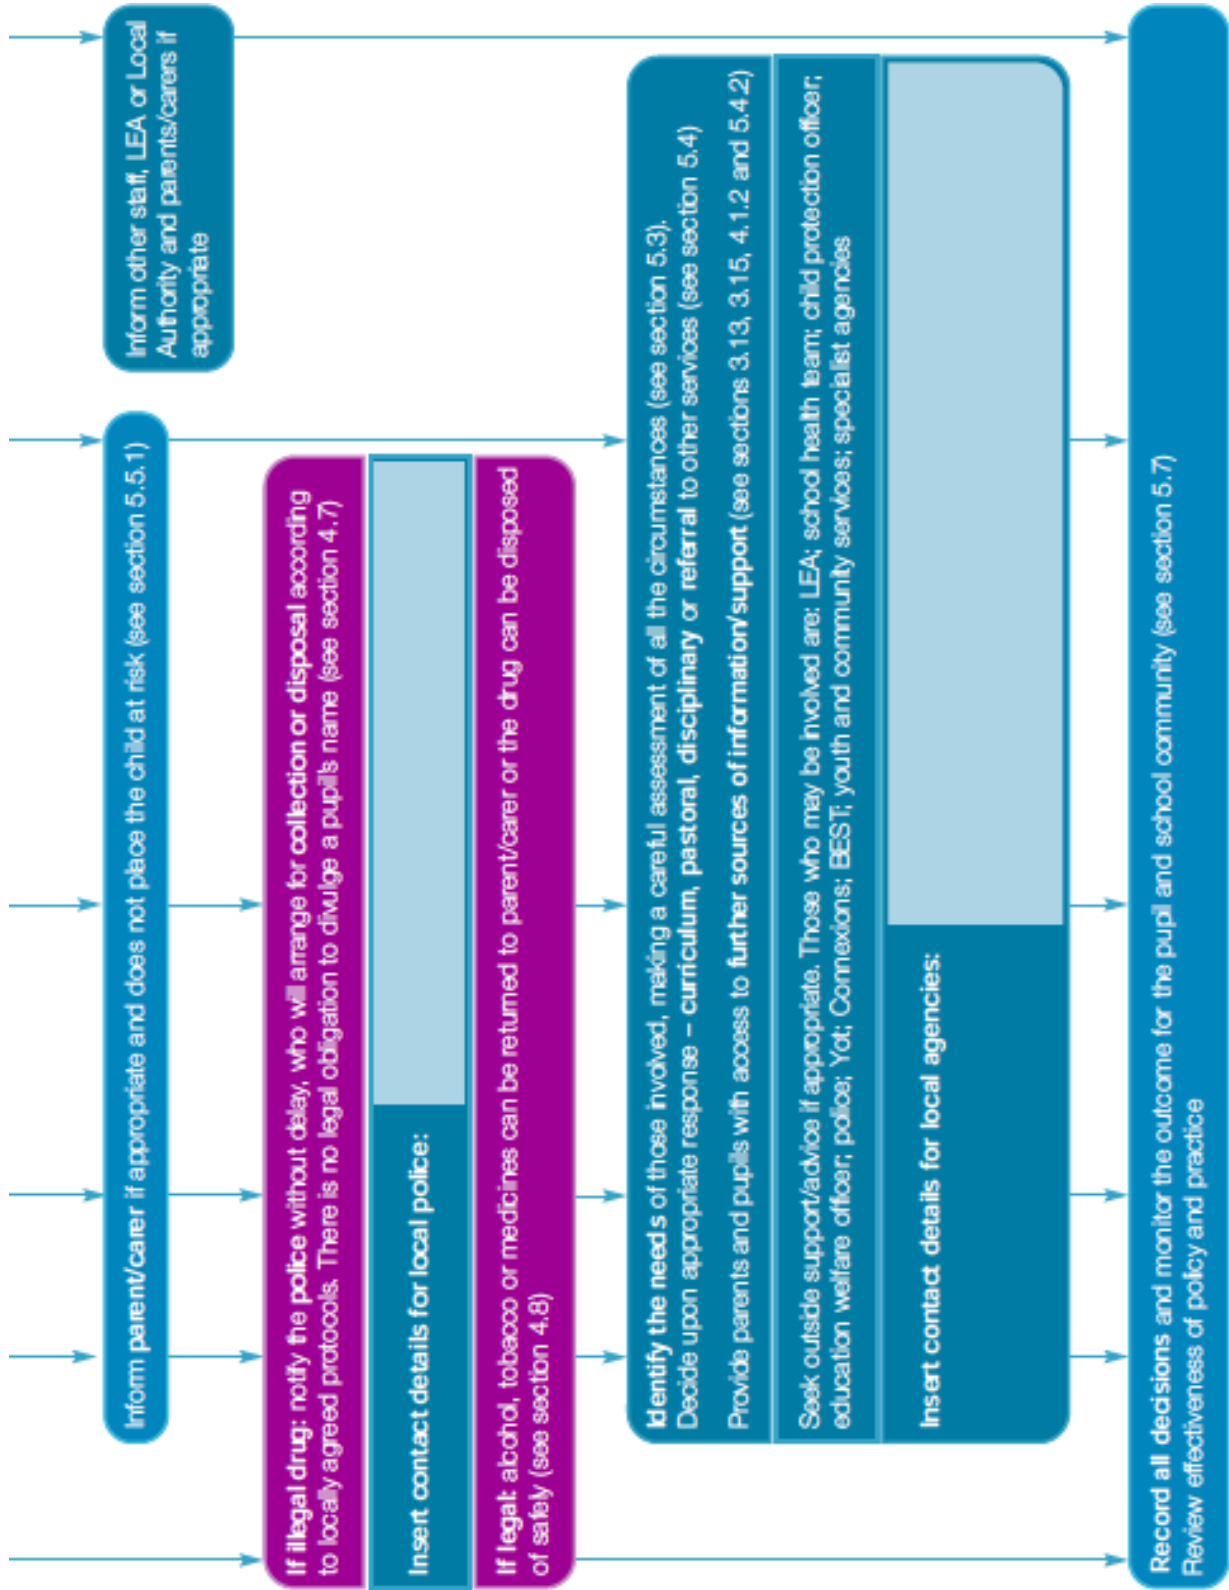 Inform other staff, LEA or Local
Authority and parents/carers if
appropriate
Inform parent/carer if appropriate and does not place the child at risk (see section 5.5.1)
If illegal drug: notify the police without delay, who will arrange for collection or disposal according
to locally agreed protocols. There is no legal obligation to divulge a pupil's name (see section 4.7)
Insert contact details for local police:
If legal: alcohol, tobacco or medicines can be returned to parent/carer or the drug can be disposed
of safely (see section 4.8)
Identify the needs of those involved, making a careful assessment of all the circumstances (see section 5.3).
Decide upon appropriate response – curriculum, pastoral, disciplinary or referral to other services (see section 5.4)
Provide parents and pupils with access to further sources of information/support (see sections 3.13, 3.15, 4.1.2 and 5.4.2)
Seek outside support/advice if appropriate. Those who may be involved are: LEA; school health team; child protection officer;
education welfare officer; police; Yot; Connexions; BEST; youth and community services; specialist agencies
Insert contact details for local agencies:
Record all decisions and monitor the outcome for the pupil and school community (see section 5.7)
Review effectiveness of policy and practice